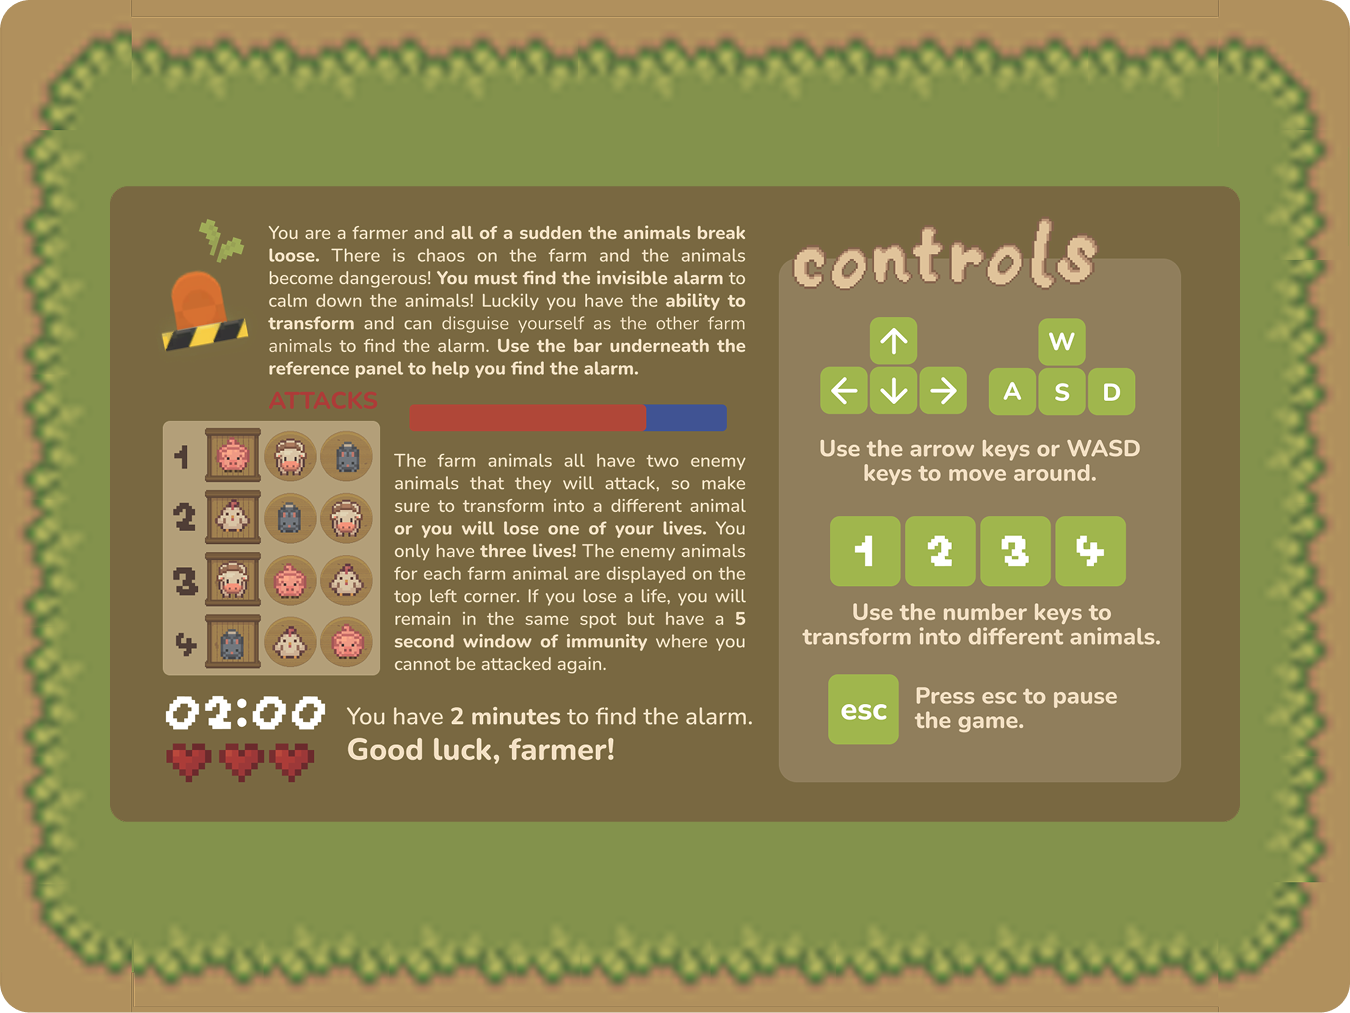 You are a farmer and all of a sudden the animals break
loose. There is chaos on the farm and the animals
become dangerous! You must find the invisible alarm to
calm down the animals! Luckily you have the ability to
transform and can disguise yourself as the other farm
animals to find the alarm. Use the bar underneath the
reference panel to help you find the alarm.
ATTACKS
1
2
3
4
The farm animals all have two enemy
animals that they will attack, so make
sure to transform into a different animal
or you will lose one of your lives. You
only have three lives! The enemy animals
for each farm animal are displayed on the
top left corner. If you lose a life, you will
remain in the same spot but have a 5
second window of immunity where you
cannot be attacked again.
02:00
You have 2 minutes to find the alarm.
Good luck, farmer!
controls
W
A S D
Use the arrow keys or WASD
keys to move around.
1 2 3 4
Use the number keys to
transform into different animals.
esc
Press esc to pause
the game.